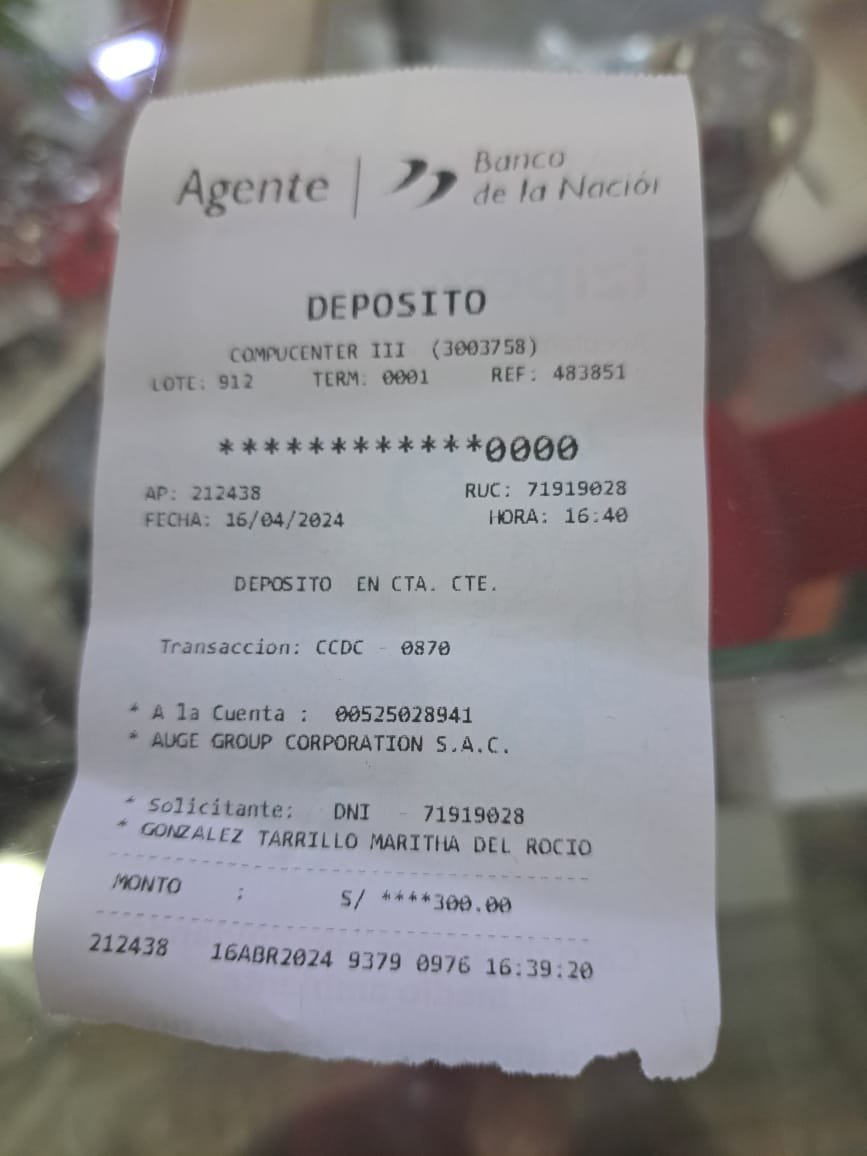 Agente | Banco
de la Nación
DEPOSITO
COMPUCENTER III (3003758)
LOTE: 912 TERM: 0001 REF: 483851
************0000
AP: 212438 RUC: 71919028
FECHA: 16/04/2024 HORA: 16:40
DEPOSITO EN CTA. CTE.
Transaccion: CCDC - 0870
* A la Cuenta : 00525028941
* AUGE GROUP CORPORATION S.A.C.
* Solicitante: DNI - 71919028
* GONZALEZ TARRILLO MARITHA DEL ROCIO
MONTO : S/ ****300.00
212438 16ABR2024 9379 0976 16:39:20